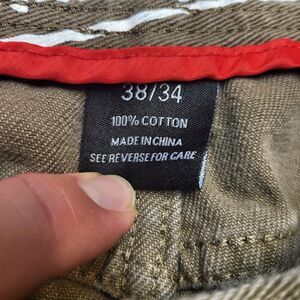 38/34
100% COTTON
MADE IN CHINA
SEE REVERSE FOR CARE